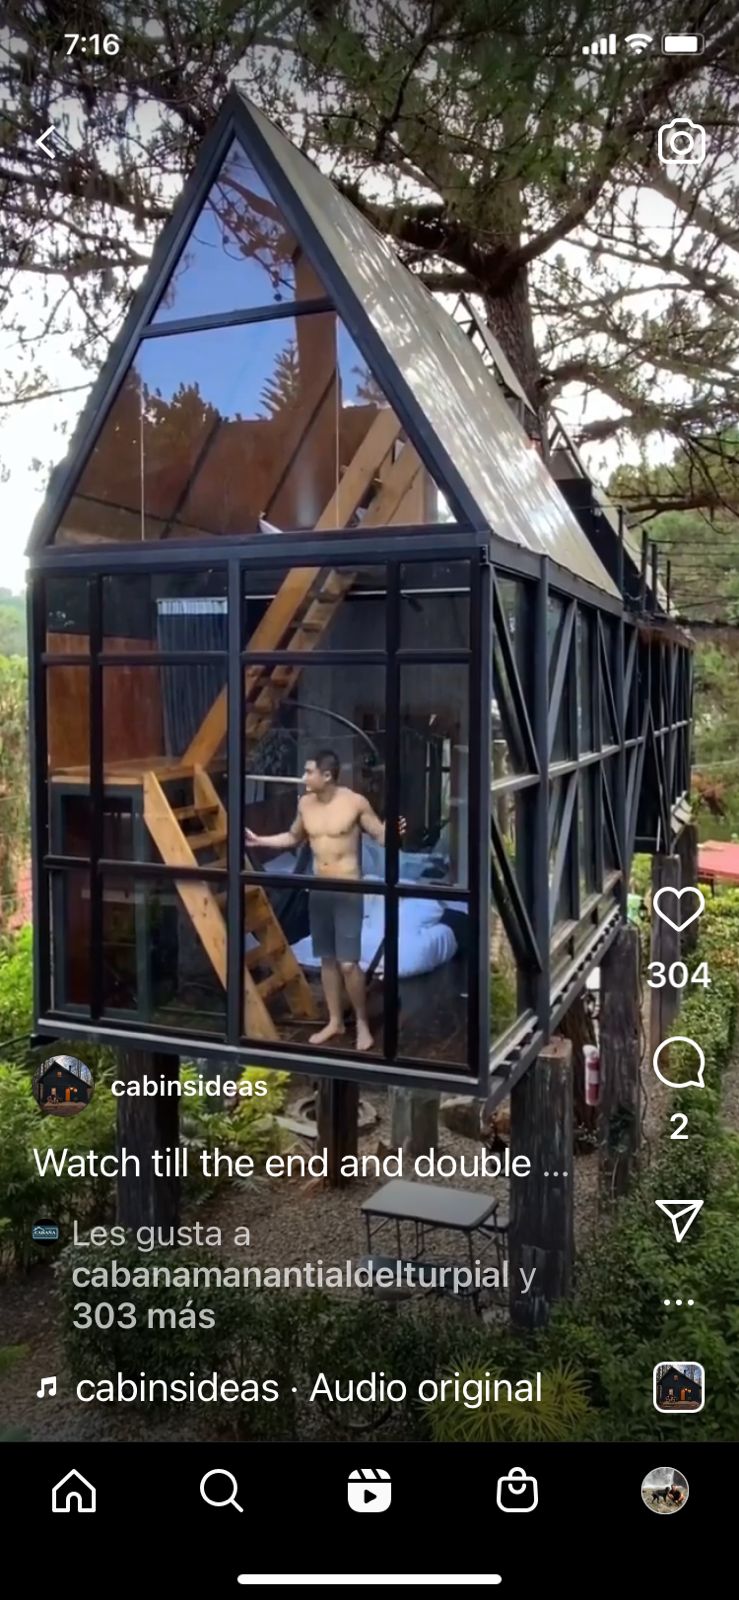 7:16
304
cabinsideas
2
Watch till the end and double ...
Les gusta a
cabanamanantialdelturpial y
303 más
cabinsideas · Audio original